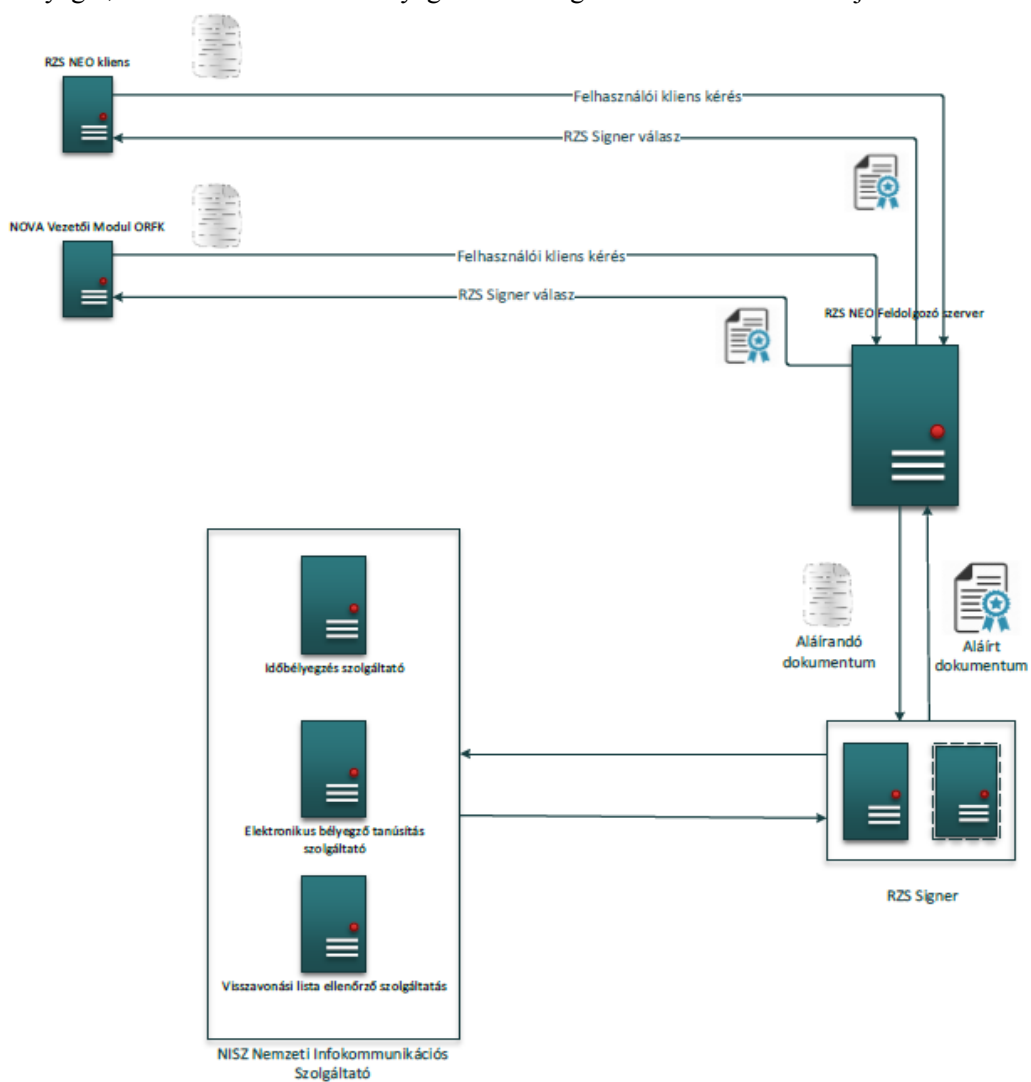 RZS NEO kliens
Felhasználói kliens kérés
RZS Signer válasz
NOVA Vezetői Modul ORFK
Felhasználói kliens kérés
RZS Signer válasz
RZS NEO Feldolgozó szerver
Időbélyegzés szolgáltató
Aláírandó
dokumentum
Aláírt
dokumentum
Elektronikus bélyegző tanúsítás
szolgáltató
RZS Signer
Visszavonási lista ellenőrző szolgáltatás
NISZ Nemzeti Infokommunikációs
Szolgáltató